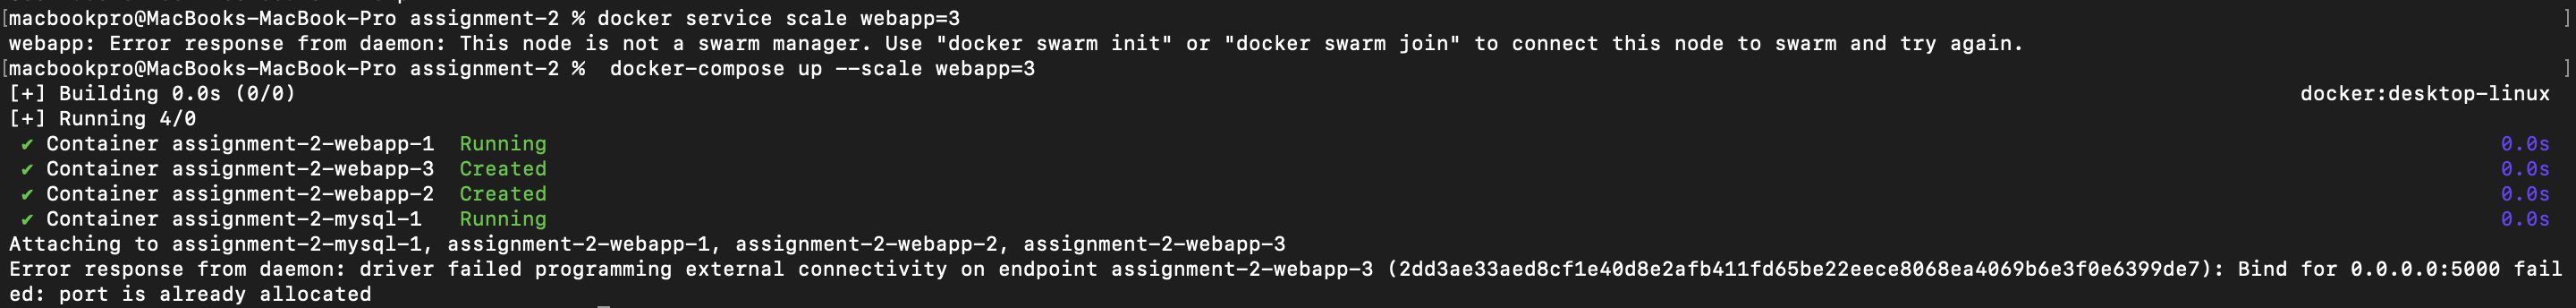 [macbookpro@MacBooks-MacBook-Pro assignment-2 % docker service scale webapp=3 ]
webapp: Error response from daemon: This node is not a swarm manager. Use "docker swarm init" or "docker swarm join" to connect this node to swarm and try again.
[macbookpro@MacBooks-MacBook-Pro assignment-2 %  docker-compose up --scale webapp=3 ]
[+] Building 0.0s (0/0) docker:desktop-linux
[+] Running 4/0
✔ Container assignment-2-webapp-1 Running 0.0s
✔ Container assignment-2-webapp-3 Created 0.0s
✔ Container assignment-2-webapp-2 Created 0.0s
✔ Container assignment-2-mysql-1 Running 0.0s
Attaching to assignment-2-mysql-1, assignment-2-webapp-1, assignment-2-webapp-2, assignment-2-webapp-3
Error response from daemon: driver failed programming external connectivity on endpoint assignment-2-webapp-3 (2dd3ae33aed8cf1e40d8e2afb411fd65be22eece8068ea4069b6e3f0e6399de7): Bind for 0.0.0.0:5000 fail
ed: port is already allocated